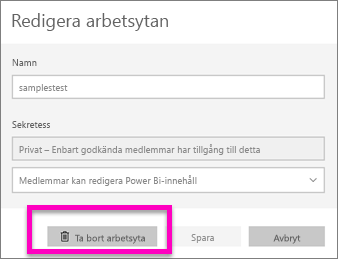 Redigera arbetsytan
Namn
samplestest
Sekretess
Privat – Enbart godkända medlemmar har tillgång till detta
Medlemmar kan redigera Power Bi-innehåll
Ta bort arbetsyta Spara Avbryt